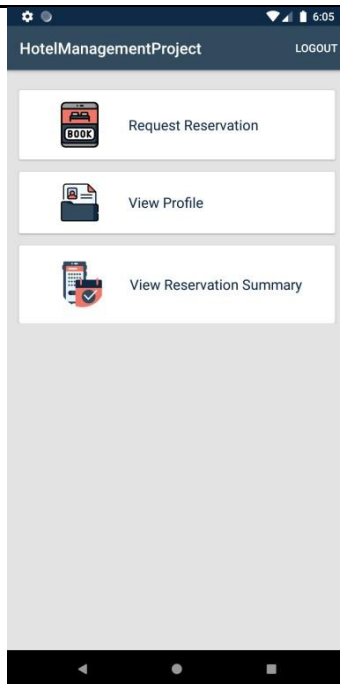 6:05
HotelManagementProject LOGOUT
BOOK
Request Reservation
View Profile
View Reservation Summary